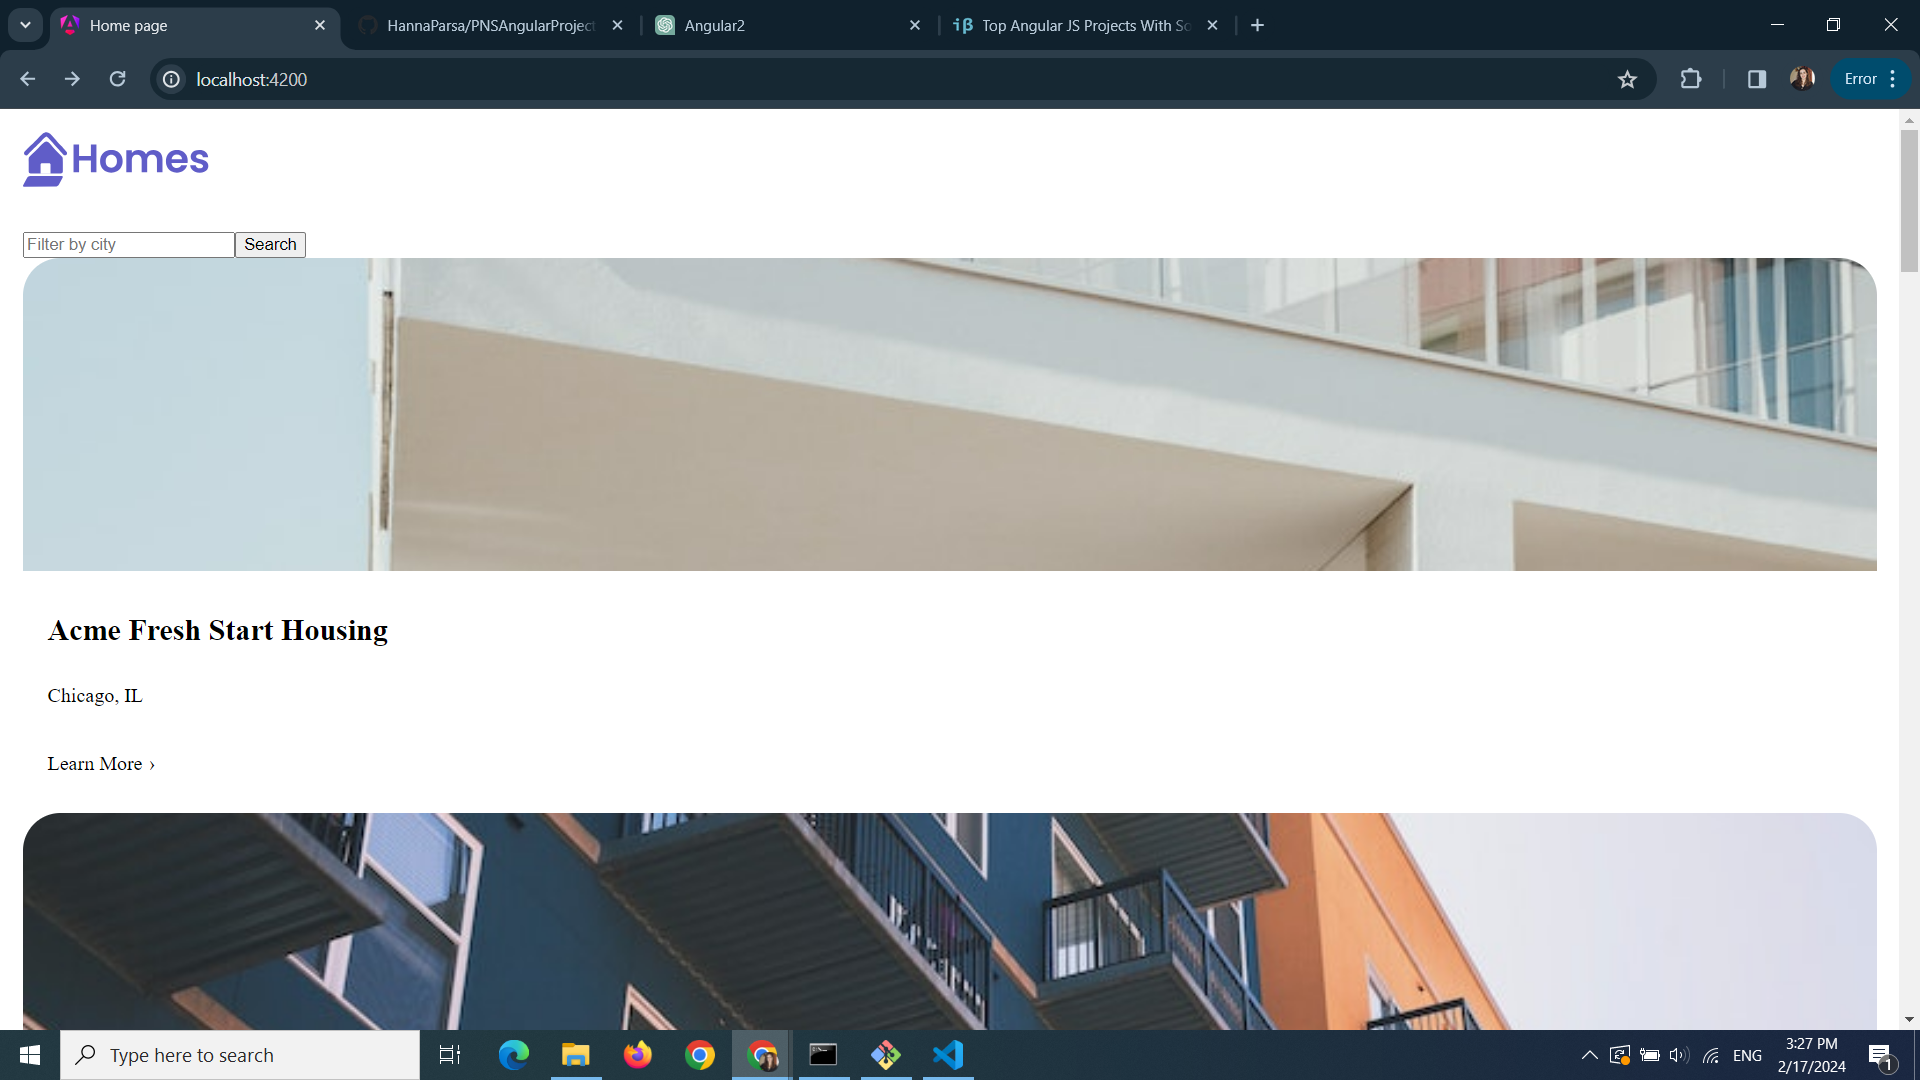 Home page
HannaParsa/PNSAngularProject
Angular2
Top Angular JS Projects With So
localhost:4200
Error
Homes
Filter by city
Search
Acme Fresh Start Housing
Chicago, IL
Learn More ›
Type here to search
ENG
3:27 PM
2/17/2024
1